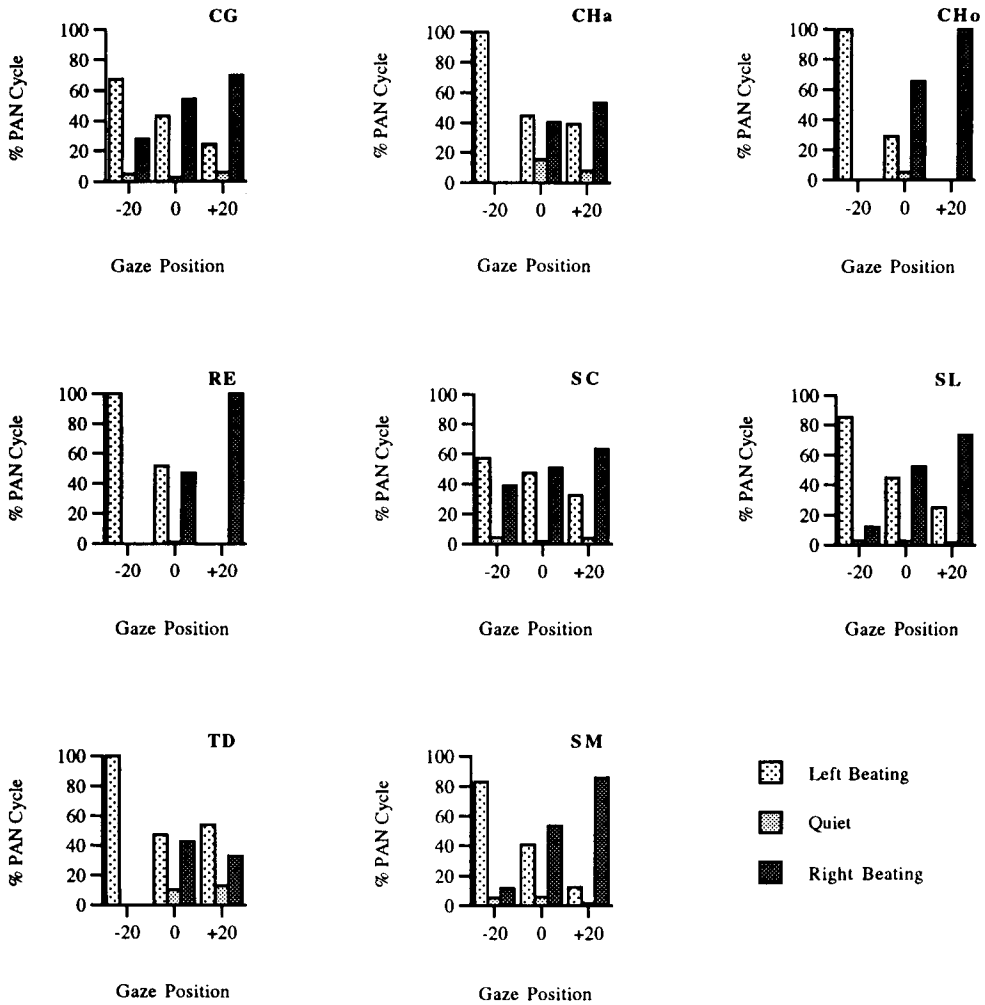 CG
% PAN Cycle
100
80
60
40
20
0
-20 0 +20
Gaze Position
CHa
% PAN Cycle
100
80
60
40
20
0
-20 0 +20
Gaze Position
CHo
% PAN Cycle
100
80
60
40
20
0
-20 0 +20
Gaze Position
RE
% PAN Cycle
100
80
60
40
20
0
-20 0 +20
Gaze Position
SC
% PAN Cycle
100
80
60
40
20
0
-20 0 +20
Gaze Position
SL
% PAN Cycle
100
80
60
40
20
0
-20 0 +20
Gaze Position
TD
% PAN Cycle
100
80
60
40
20
0
-20 0 +20
Gaze Position
SM
% PAN Cycle
100
80
60
40
20
0
-20 0 +20
Gaze Position
Left Beating
Quiet
Right Beating